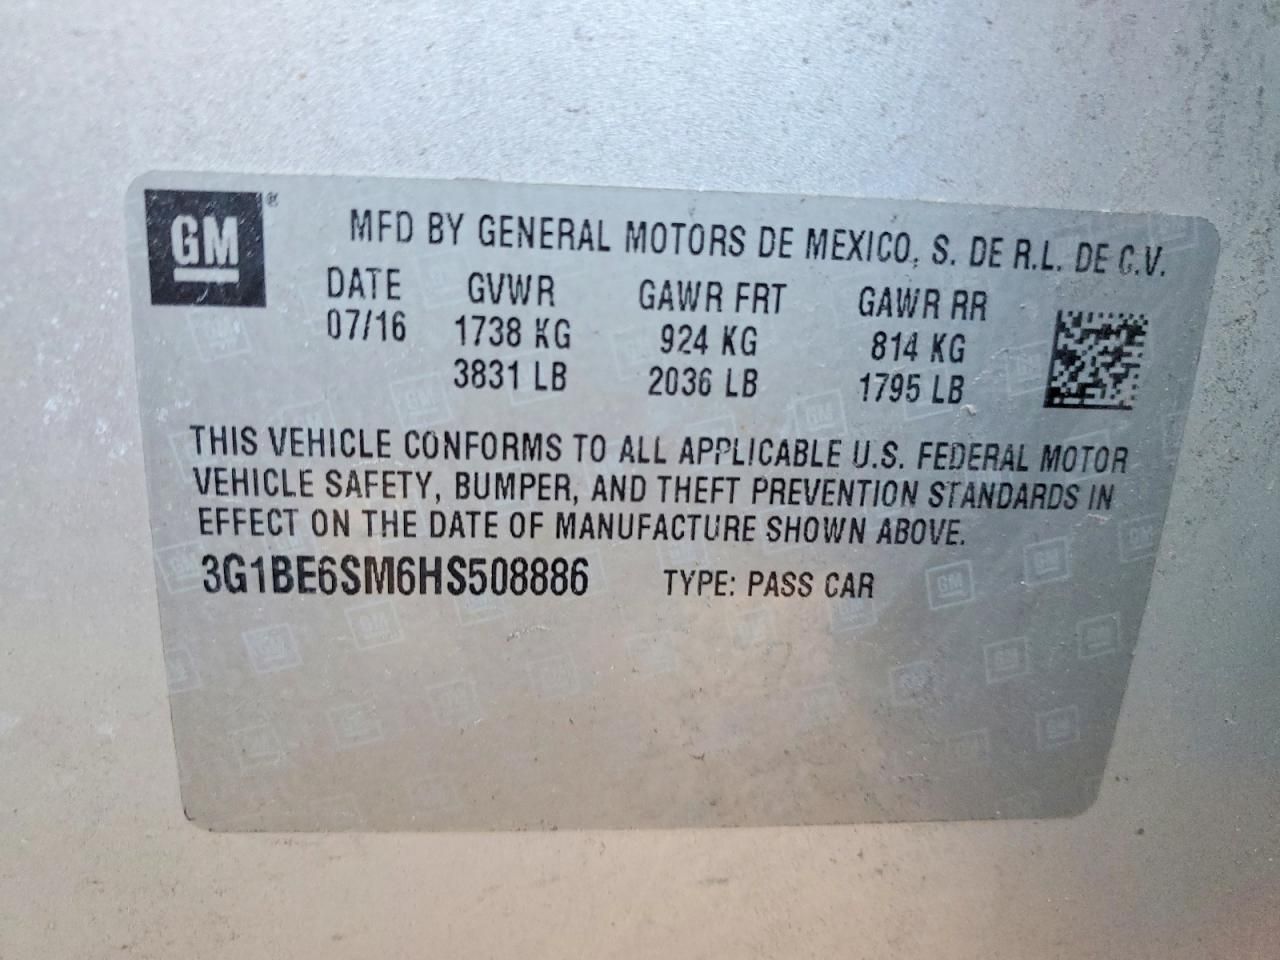 GM®
MFD BY GENERAL MOTORS DE MEXICO, S. DE R.L. DE C.V.
DATE GVWR GAWR FRT GAWR RR
07/16 1738 KG 924 KG 814 KG
3831 LB 2036 LB 1795 LB
THIS VEHICLE CONFORMS TO ALL APPLICABLE U.S. FEDERAL MOTOR
VEHICLE SAFETY, BUMPER, AND THEFT PREVENTION STANDARDS IN
EFFECT ON THE DATE OF MANUFACTURE SHOWN ABOVE.
3G1BE6SM6HS508886 TYPE: PASS CAR